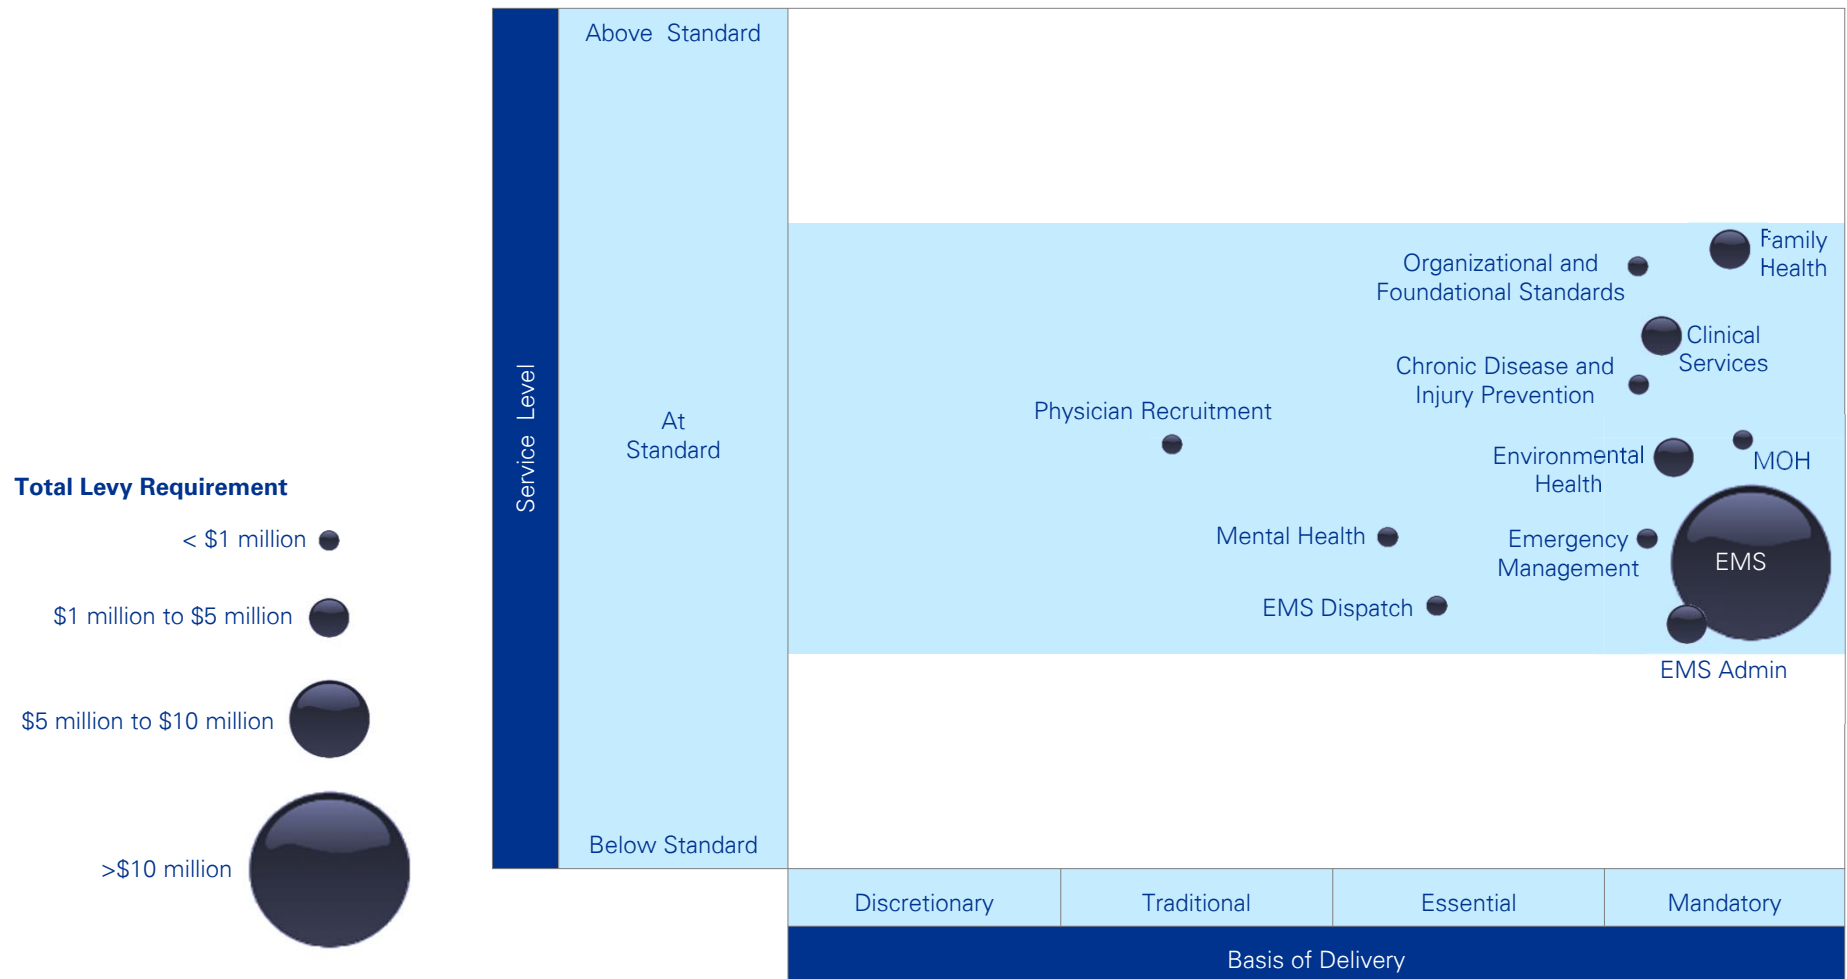 Above Standard
At
Standard
Below Standard
Service Level
Total Levy Requirement
< $1 million
$1 million to $5 million
$5 million to $10 million
>$10 million
Family
Health
Organizational and
Foundational Standards
Clinical
Services
Chronic Disease and
Injury Prevention
Physician Recruitment
Environmental
Health
MOH
Mental Health
Emergency
Management
EMS
EMS Dispatch
EMS Admin
Discretionary
Traditional
Essential
Mandatory
Basis of Delivery